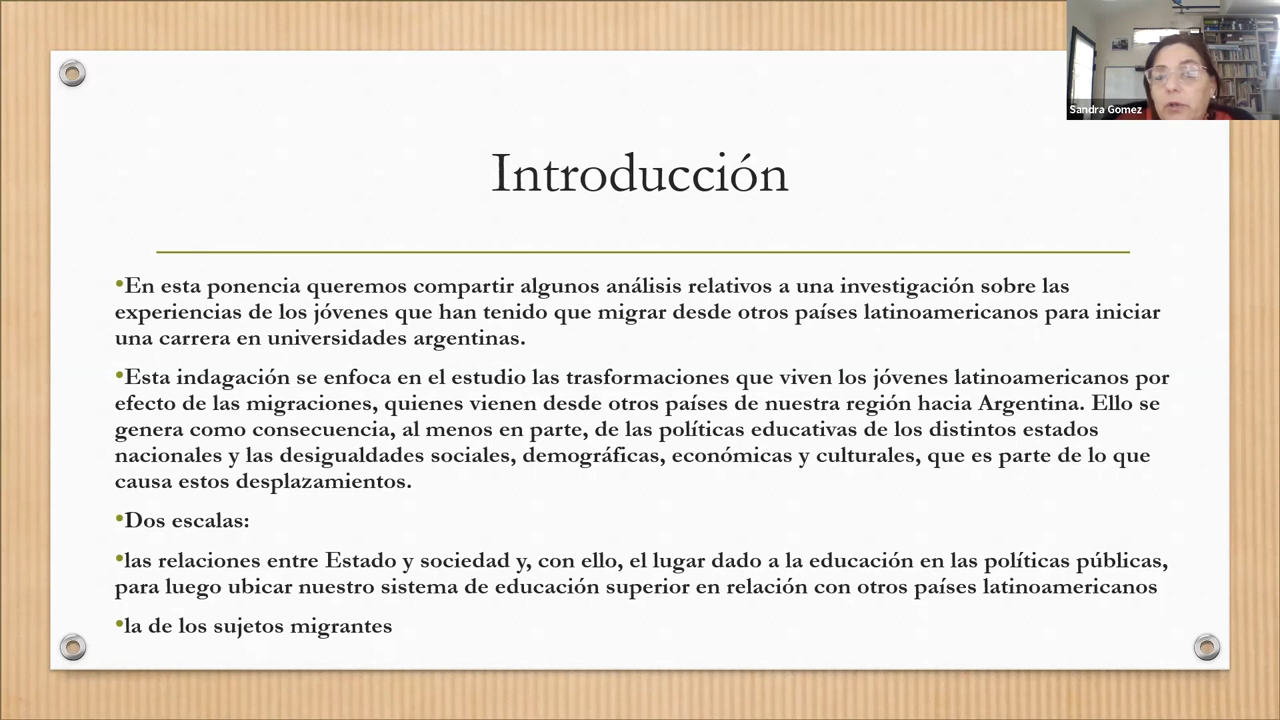 Sandra Gomez
Introducción
•En esta ponencia queremos compartir algunos análisis relativos a una investigación sobre las
experiencias de los jóvenes que han tenido que migrar desde otros países latinoamericanos para iniciar
una carrera en universidades argentinas.
•Esta indagación se enfoca en el estudio las trasformaciones que viven los jóvenes latinoamericanos por
efecto de las migraciones, quienes vienen desde otros países de nuestra región hacia Argentina. Ello se
genera como consecuencia, al menos en parte, de las políticas educativas de los distintos estados
nacionales y las desigualdades sociales, demográficas, económicas y culturales, que es parte de lo que
causa estos desplazamientos.
•Dos escalas:
•las relaciones entre Estado y sociedad y, con ello, el lugar dado a la educación en las políticas públicas,
para luego ubicar nuestro sistema de educación superior en relación con otros países latinoamericanos
•la de los sujetos migrantes